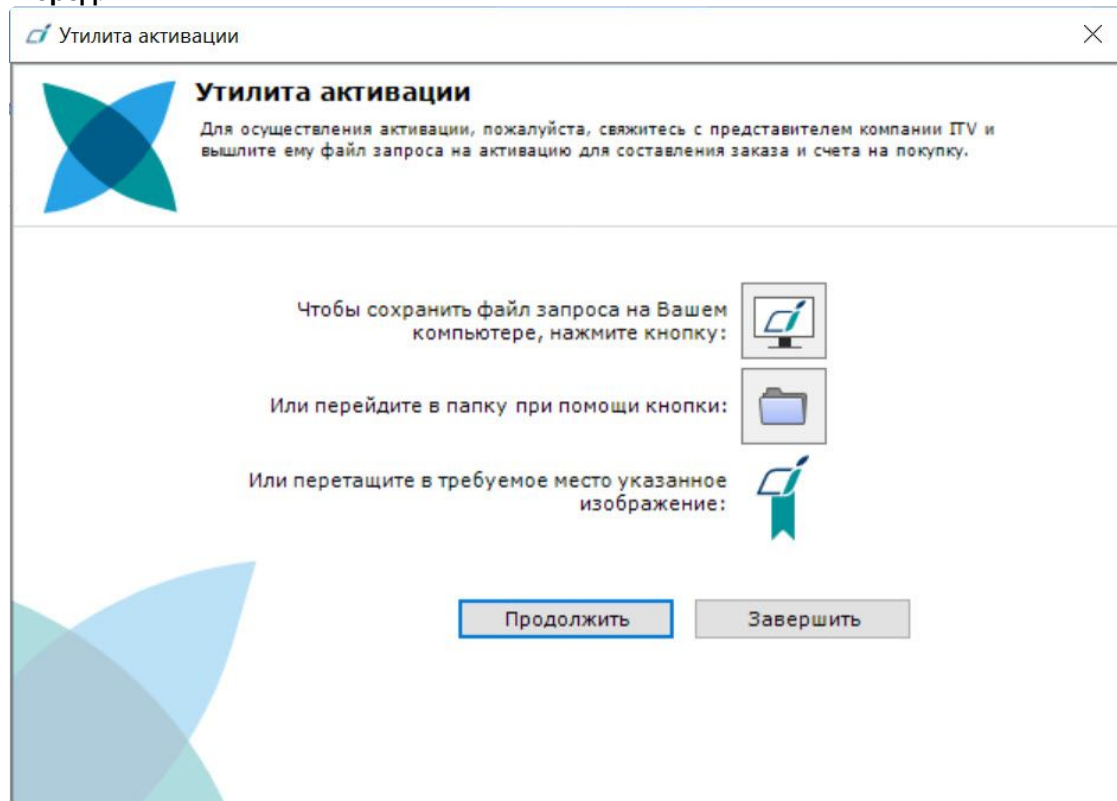 Утилита активации
Утилита активации
Для осуществления активации, пожалуйста, свяжитесь с представителем компании ITV и
вышлите ему файл запроса на активацию для составления заказа и счета на покупку.
Чтобы сохранить файл запроса на Вашем
компьютере, нажмите кнопку:
Или перейдите в папку при помощи кнопки:
Или перетащите в требуемое место указанное
изображение:
Продолжить
Завершить